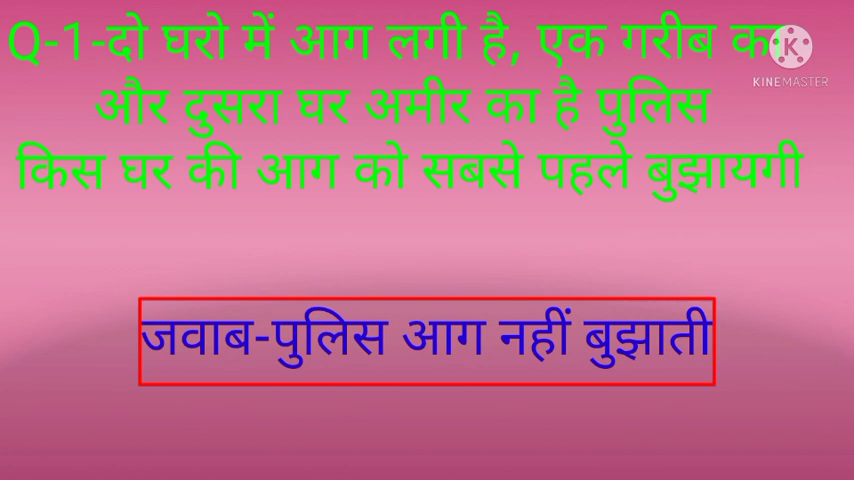 Q-1-दो घरो में आग लगी है, एक गरीब का
KINEMASTER
और दुसरा घर अमीर का है पुलिस
किस घर की आग को सबसे पहले बुझायगी
जवाब-पुलिस आग नहीं बुझाती